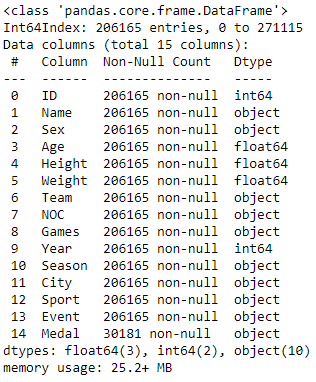 <class 'pandas.core.frame.DataFrame'>
Int64Index: 206165 entries, 0 to 271115
Data columns (total 15 columns):
 #   Column  Non-Null Count   Dtype
---  ------  --------------   -----
 0   ID      206165 non-null  int64
 1   Name    206165 non-null  object
 2   Sex     206165 non-null  object
 3   Age     206165 non-null  float64
 4   Height  206165 non-null  float64
 5   Weight  206165 non-null  float64
 6   Team    206165 non-null  object
 7   NOC     206165 non-null  object
 8   Games   206165 non-null  object
 9   Year    206165 non-null  int64
 10  Season  206165 non-null  object
 11  City    206165 non-null  object
 12  Sport   206165 non-null  object
 13  Event   206165 non-null  object
 14  Medal   30181 non-null   object
dtypes: float64(3), int64(2), object(10)
memory usage: 25.2+ MB